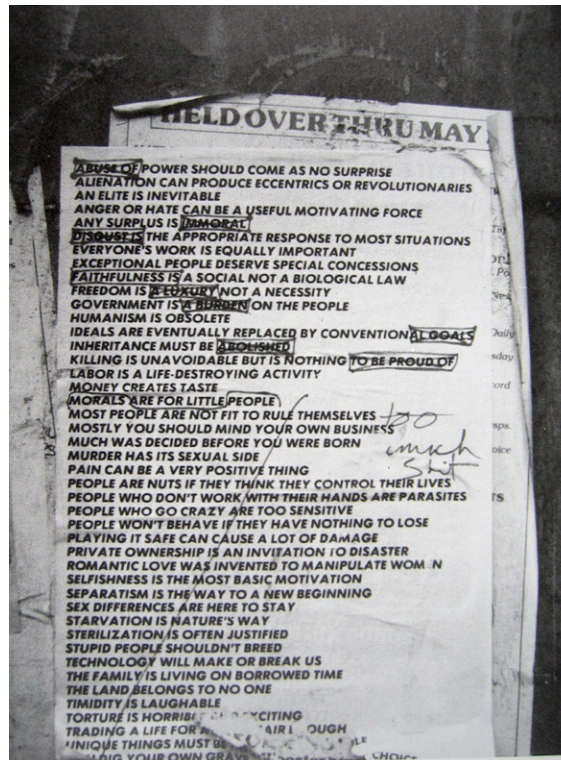 HELD OVER THRU MAY
ABUSE OF POWER SHOULD COME AS NO SURPRISE
ALIENATION CAN PRODUCE ECCENTRICS OR REVOLUTIONARIES
AN ELITE IS INEVITABLE
ANGER OR HATE CAN BE A USEFUL MOTIVATING FORCE
ANY SURPLUS IS IMMORAL
DISGUST IS THE APPROPRIATE RESPONSE TO MOST SITUATIONS
EVERYONE'S WORK IS EQUALLY IMPORTANT
EXCEPTIONAL PEOPLE DESERVE SPECIAL CONCESSIONS
FAITHFULNESS IS A SOCIAL NOT A BIOLOGICAL LAW
FREEDOM IS A LUXURY NOT A NECESSITY
GOVERNMENT IS A BURDEN ON THE PEOPLE
HUMANISM IS OBSOLETE
IDEALS ARE EVENTUALLY REPLACED BY CONVENTIONAL GOALS
Daily
INHERITANCE MUST BE ABOLISHED
KILLING IS UNAVOIDABLE BUT IS NOTHING TO BE PROUD OF
LABOR IS A LIFE-DESTROYING ACTIVITY
MONEY CREATES TASTE
MORALS ARE FOR LITTLE PEOPLE
MOST PEOPLE ARE NOT FIT TO RULE THEMSELVES
too
MOSTLY YOU SHOULD MIND YOUR OWN BUSINESS
MUCH WAS DECIDED BEFORE YOU WERE BORN
much
MURDER HAS ITS SEXUAL SIDE
shit
PAIN CAN BE A VERY POSITIVE THING
PEOPLE ARE NUTS IF THEY THINK THEY CONTROL THEIR LIVES
PEOPLE WHO DON'T WORK WITH THEIR HANDS ARE PARASITES
PEOPLE WHO GO CRAZY ARE TOO SENSITIVE
PEOPLE WON'T BEHAVE IF THEY HAVE NOTHING TO LOSE
PLAYING IT SAFE CAN CAUSE A LOT OF DAMAGE
PRIVATE OWNERSHIP IS AN INVITATION TO DISASTER
ROMANTIC LOVE WAS INVENTED TO MANIPULATE WOMEN
SELFISHNESS IS THE MOST BASIC MOTIVATION
SEPARATISM IS THE WAY TO A NEW BEGINNING
SEX DIFFERENCES ARE HERE TO STAY
STARVATION IS NATURE'S WAY
STERILIZATION IS OFTEN JUSTIFIED
STUPID PEOPLE SHOULDN'T BREED
TECHNOLOGY WILL MAKE OR BREAK US
THE FAMILY IS LIVING ON BORROWED TIME
THE LAND BELONGS TO NO ONE
TIMIDITY IS LAUGHABLE
TORTURE IS HORRIBLE AND EXCITING
TRADING A LIFE FOR A
UNIQUE THINGS MUST BE
DIG YOUR OWN GRAVE
CHOICE